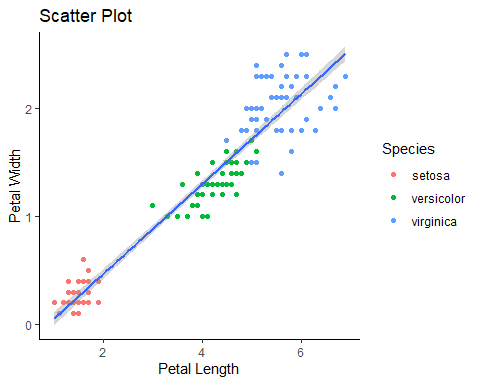 Scatter Plot
Petal Width
2
1
0
2
4
6
Petal Length
Species
setosa
versicolor
virginica